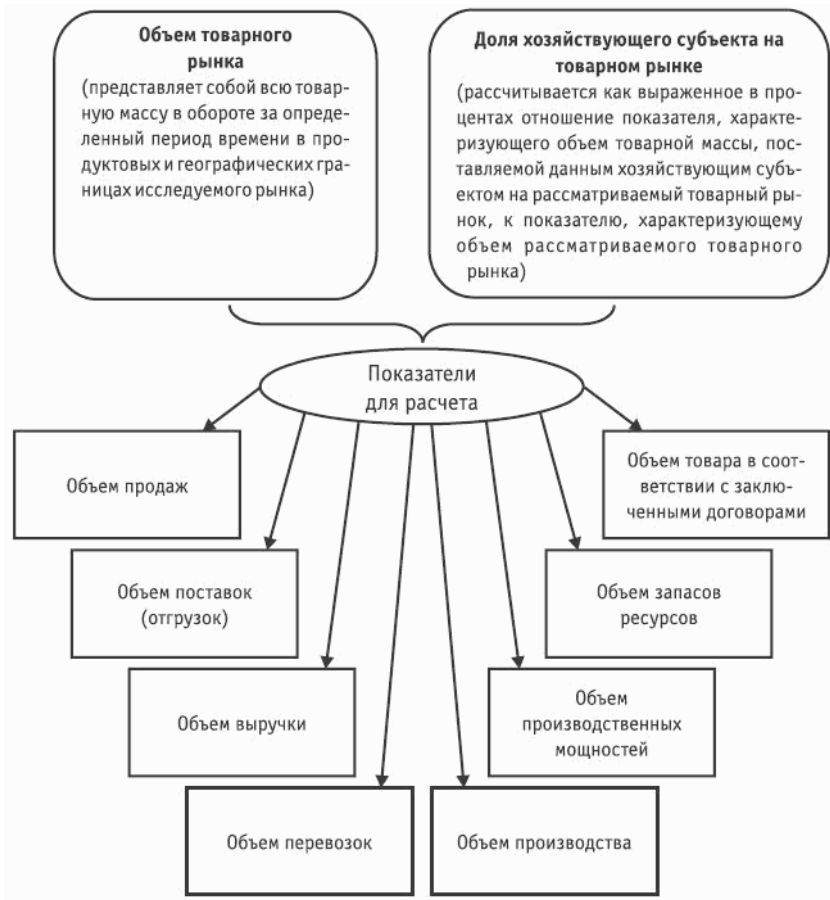 Объем товарного
рынка
(представляет собой всю товар-
ную массу в обороте за опреде-
ленный период времени в про-
дуктовых и географических гра-
ницах исследуемого рынка)
Доля хозяйствующего субъекта на
товарном рынке
(рассчитывается как выраженное в про-
центах отношение показателя, характе-
ризующего объем товарной массы, пос-
тавляемой данным хозяйствующим субъ-
ектом на рассматриваемый товарный ры-
нок, к показателю, характеризующему
объем рассматриваемого товарного
рынка)
Показатели
для расчета
Объем продаж
Объем товара в соот-
ветствии с заклю-
ченными договорами
Объем поставок
(отгрузок)
Объем запасов
ресурсов
Объем выручки
Объем
производственных
мощностей
Объем перевозок
Объем производства